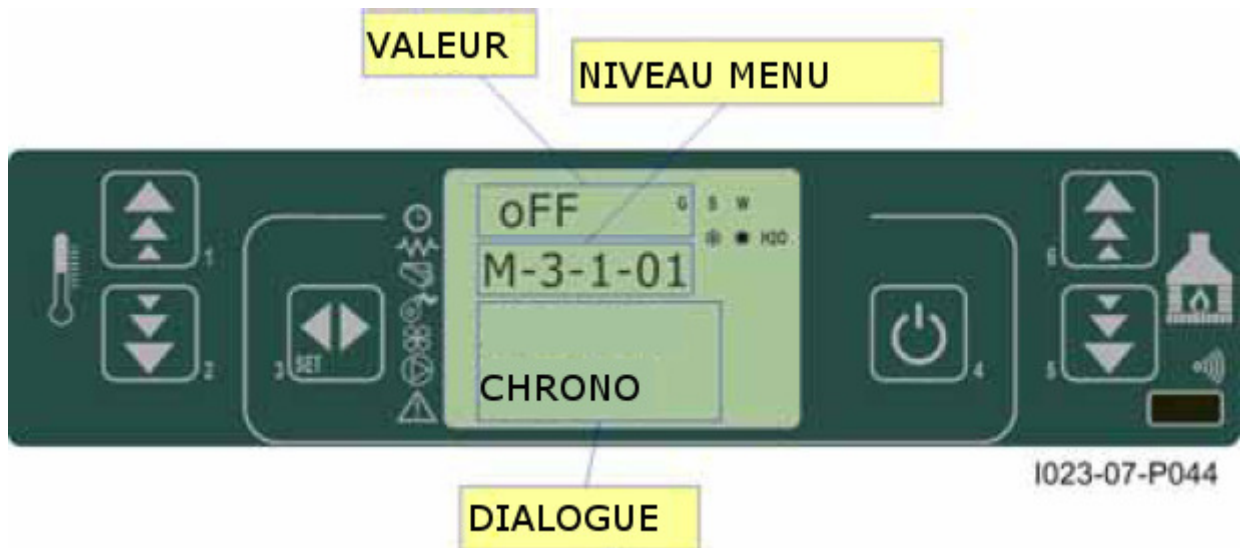 VALEUR
NIVEAU MENU
oFF
G S W
H2O
M-3-1-01
CHRONO
1
2
3 SET
4
5
6
DIALOGUE
I023-07-P044